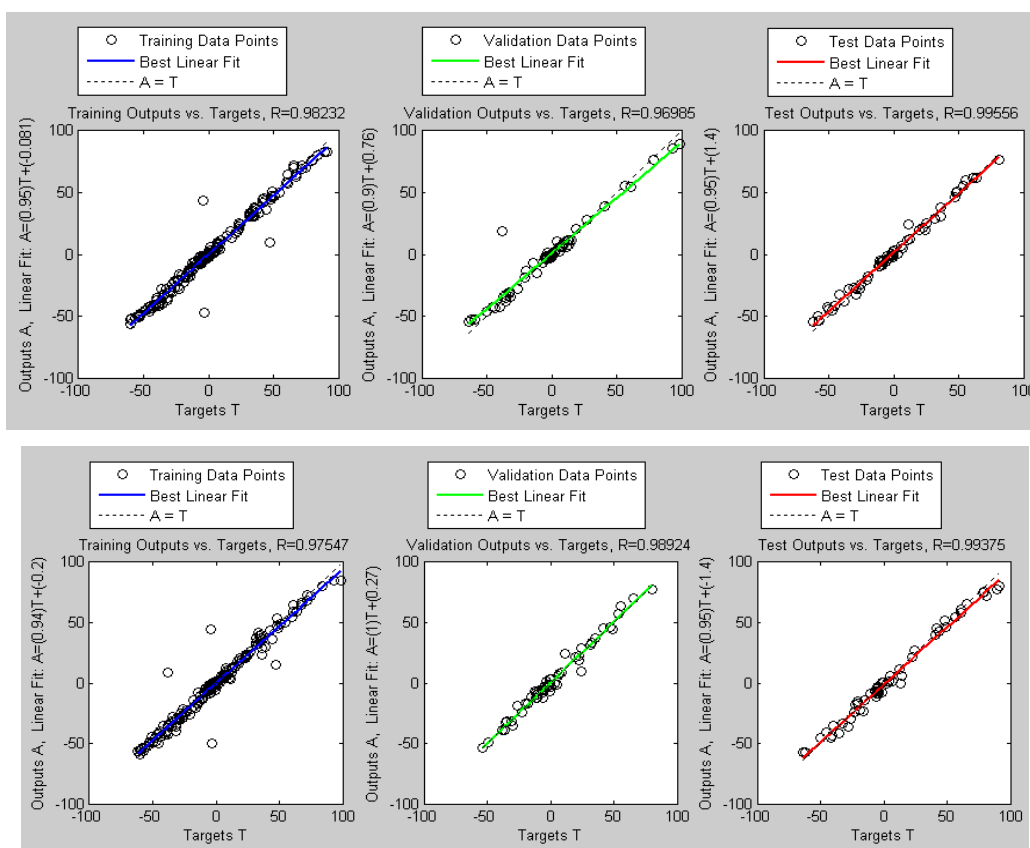 Training Data Points
Best Linear Fit
A = T
Validation Data Points
Best Linear Fit
A = T
Test Data Points
Best Linear Fit
A = T
Training Outputs vs. Targets, R=0.98232
Validation Outputs vs. Targets, R=0.96985
Test Outputs vs. Targets, R=0.99556
Outputs A, Linear Fit: A=(0.95)T+(-0.081)
100
50
0
-50
-100
-100 -50 0 50 100
Targets T
Outputs A, Linear Fit: A=(0.9)T+(0.76)
100
50
0
-50
-100
-100 -50 0 50 100
Targets T
Outputs A, Linear Fit: A=(0.95)T+(1.4)
100
50
0
-50
-100
-100 -50 0 50 100
Targets T
Training Data Points
Best Linear Fit
A = T
Validation Data Points
Best Linear Fit
A = T
Test Data Points
Best Linear Fit
A = T
Training Outputs vs. Targets, R=0.97547
Validation Outputs vs. Targets, R=0.98924
Test Outputs vs. Targets, R=0.99375
Outputs A, Linear Fit: A=(0.94)T+(-0.2)
100
50
0
-50
-100
-100 -50 0 50 100
Targets T
Outputs A, Linear Fit: A=(1)T+(0.27)
100
50
0
-50
-100
-100 -50 0 50 100
Targets T
Outputs A, Linear Fit: A=(0.95)T+(-1.4)
100
50
0
-50
-100
-100 -50 0 50 100
Targets T